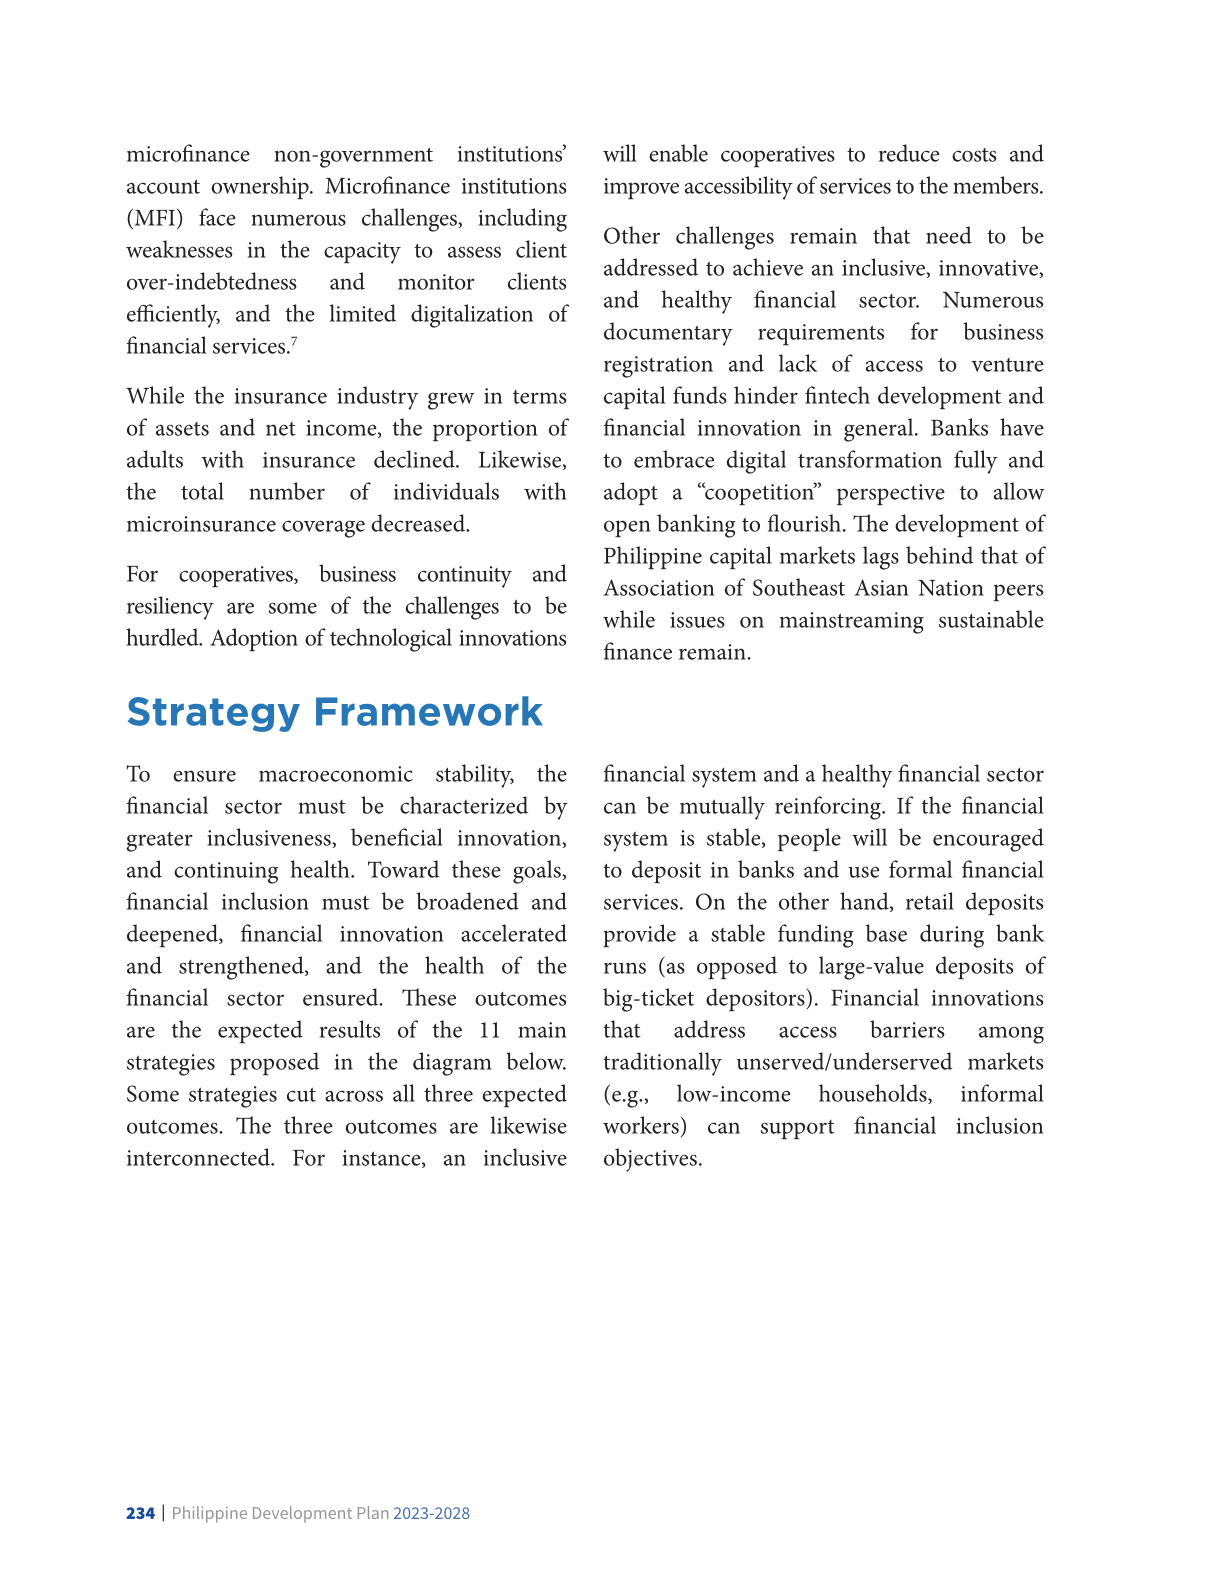 microfinance non-government institutions’
account ownership. Microfinance institutions
(MFI) face numerous challenges, including
weaknesses in the capacity to assess client
over-indebtedness and monitor clients
efficiently, and the limited digitalization of
financial services.7
While the insurance industry grew in terms
of assets and net income, the proportion of
adults with insurance declined. Likewise,
the total number of individuals with
microinsurance coverage decreased.
For cooperatives, business continuity and
resiliency are some of the challenges to be
hurdled. Adoption of technological innovations
will enable cooperatives to reduce costs and
improve accessibility of services to the members.
Other challenges remain that need to be
addressed to achieve an inclusive, innovative,
and healthy financial sector. Numerous
documentary requirements for business
registration and lack of access to venture
capital funds hinder fintech development and
financial innovation in general. Banks have
to embrace digital transformation fully and
adopt a “coopetition” perspective to allow
open banking to flourish. The development of
Philippine capital markets lags behind that of
Association of Southeast Asian Nation peers
while issues on mainstreaming sustainable
finance remain.
Strategy Framework
To ensure macroeconomic stability, the
financial sector must be characterized by
greater inclusiveness, beneficial innovation,
and continuing health. Toward these goals,
financial inclusion must be broadened and
deepened, financial innovation accelerated
and strengthened, and the health of the
financial sector ensured. These outcomes
are the expected results of the 11 main
strategies proposed in the diagram below.
Some strategies cut across all three expected
outcomes. The three outcomes are likewise
interconnected. For instance, an inclusive
financial system and a healthy financial sector
can be mutually reinforcing. If the financial
system is stable, people will be encouraged
to deposit in banks and use formal financial
services. On the other hand, retail deposits
provide a stable funding base during bank
runs (as opposed to large-value deposits of
big-ticket depositors). Financial innovations
that address access barriers among
traditionally unserved/underserved markets
(e.g., low-income households, informal
workers) can support financial inclusion
objectives.
234 | Philippine Development Plan 2023-2028